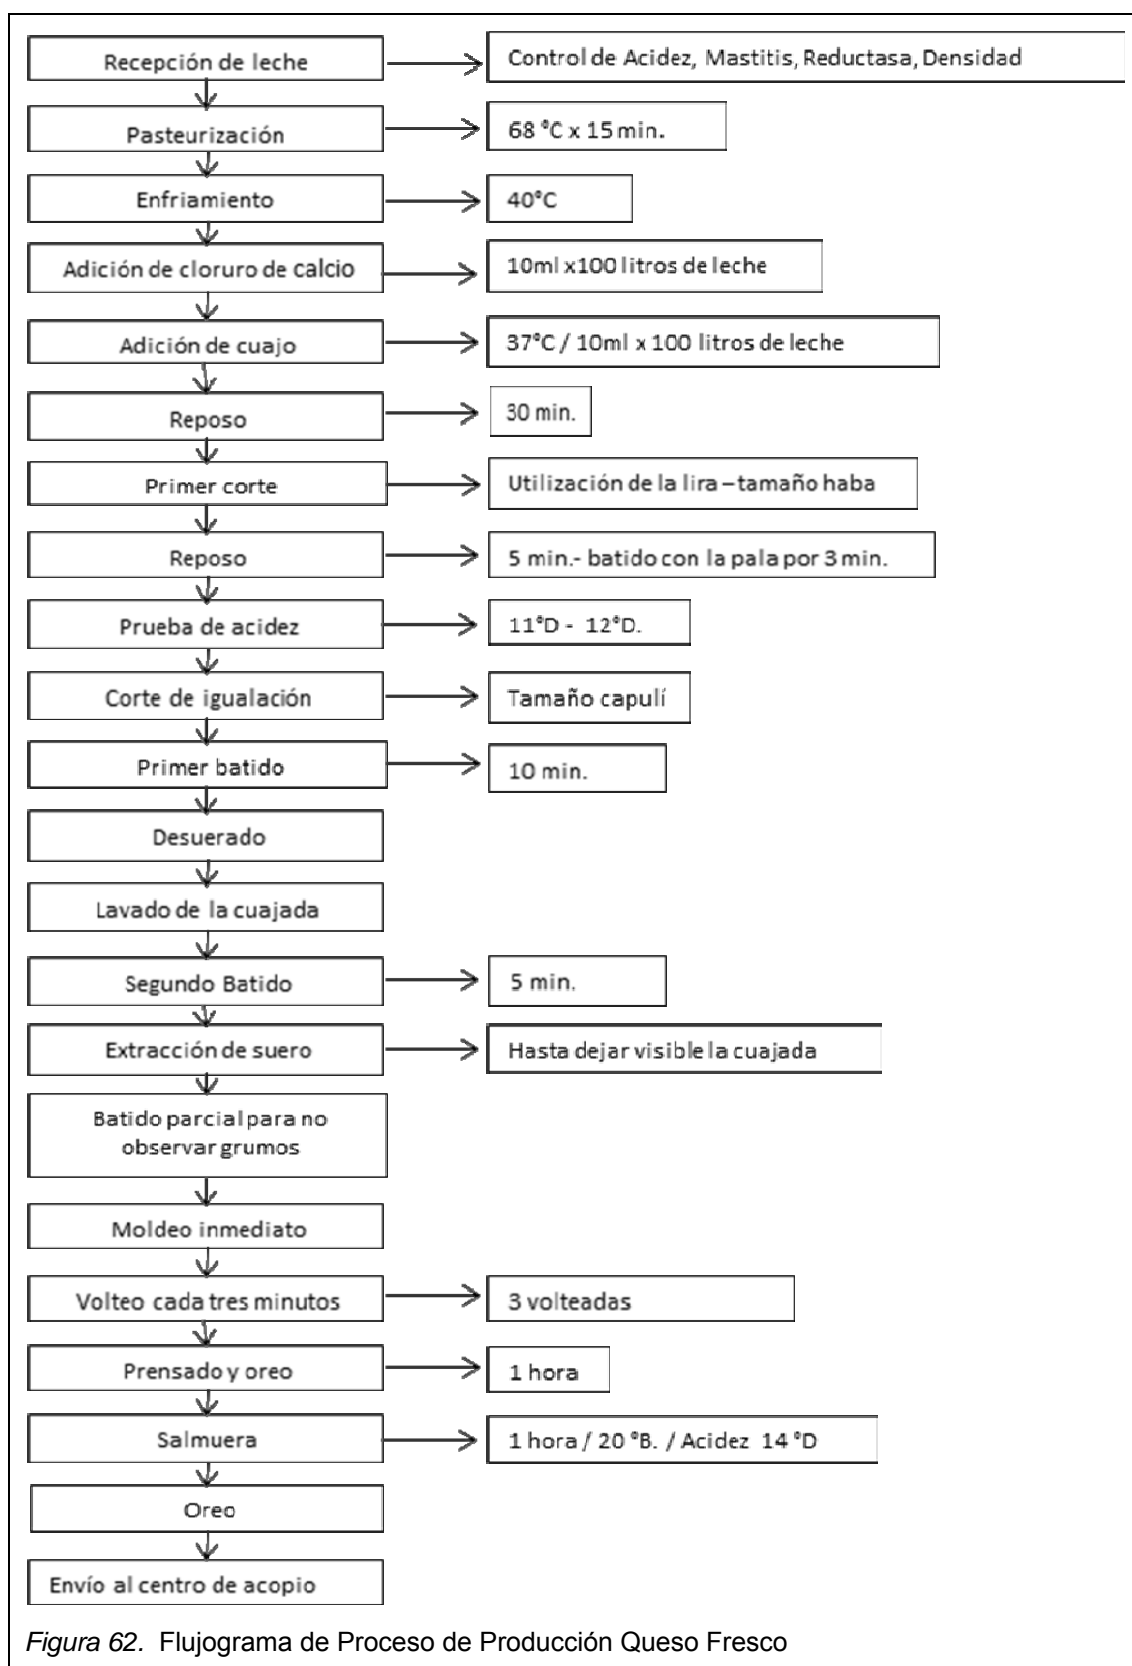 Recepción de leche
Control de Acidez, Mastitis, Reductasa, Densidad
Pasteurización
68 °C x 15 min.
Enfriamiento
40°C
Adición de cloruro de calcio
10ml x100 litros de leche
Adición de cuajo
37°C / 10ml x 100 litros de leche
Reposo
30 min.
Primer corte
Utilización de la lira – tamaño haba
Reposo
5 min.- batido con la pala por 3 min.
Prueba de acidez
11°D - 12°D.
Corte de igualación
Tamaño capulí
Primer batido
10 min.
Desuerado
Lavado de la cuajada
Segundo Batido
5 min.
Extracción de suero
Hasta dejar visible la cuajada
Batido parcial para no
observar grumos
Moldeo inmediato
Volteo cada tres minutos
3 volteadas
Prensado y oreo
1 hora
Salmuera
1 hora / 20 °B. / Acidez 14 °D
Oreo
Envío al centro de acopio
Figura 62. Flujograma de Proceso de Producción Queso Fresco